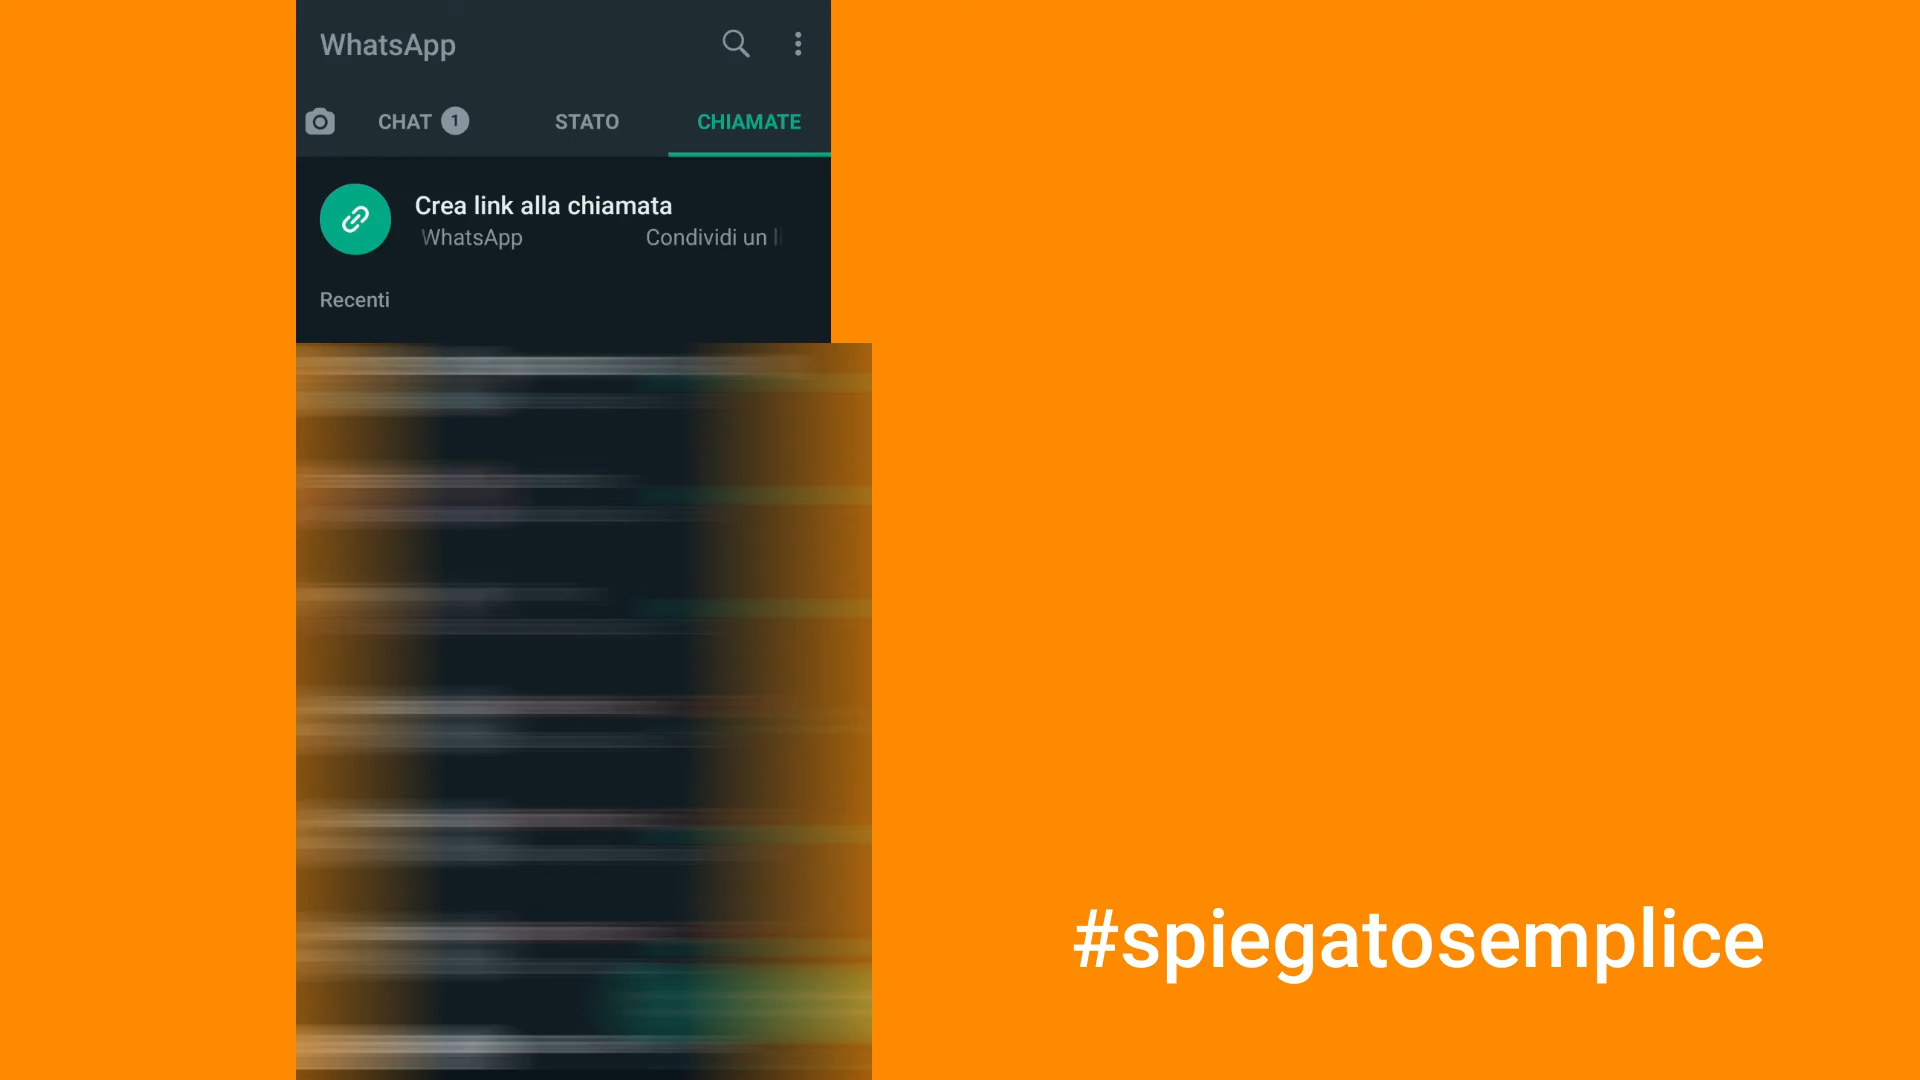 WhatsApp
CHAT 1 STATO CHIAMATE
Crea link alla chiamata
WhatsApp Condividi un
Recenti
#spiegatosemplice